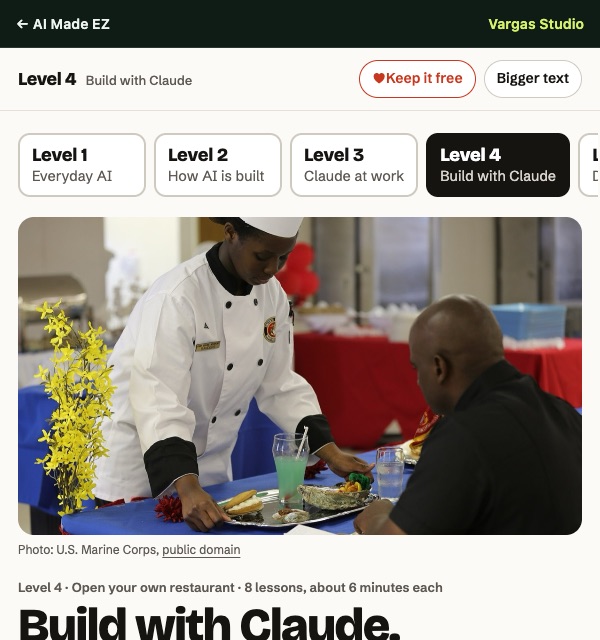 ← AI Made EZ
Vargas Studio
Level 4 Build with Claude
Keep it free
Bigger text
Level 1
Everyday AI
Level 2
How AI is built
Level 3
Claude at work
Level 4
Build with Claude
Photo: U.S. Marine Corps, public domain
Level 4 · Open your own restaurant · 8 lessons, about 6 minutes each
Build with Claude.